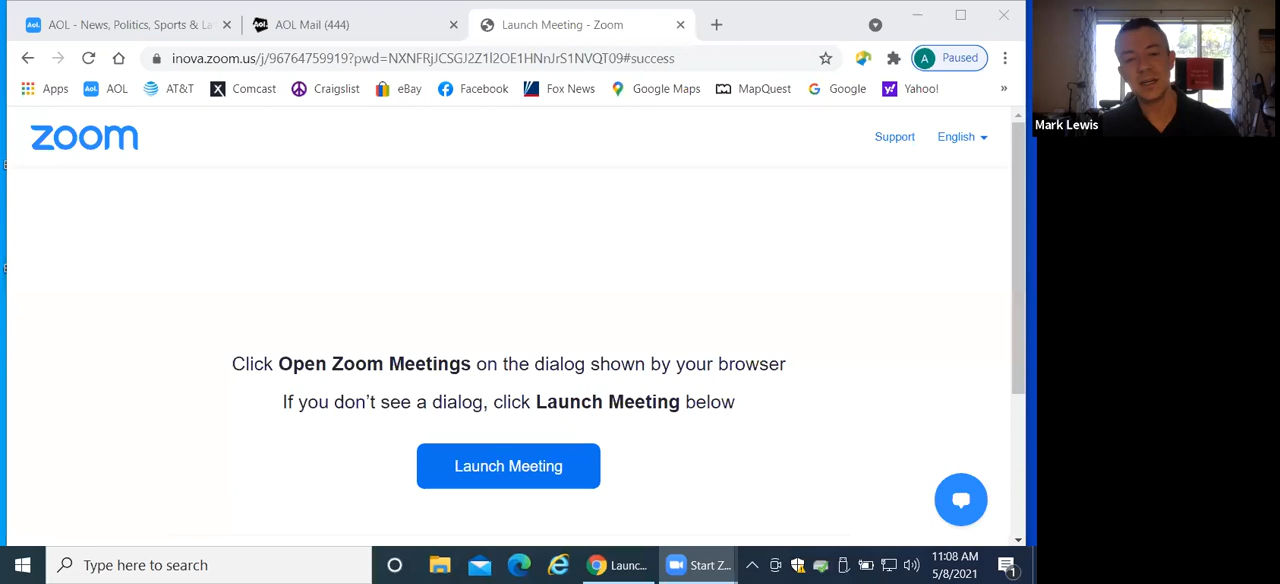 AOL - News, Politics, Sports & La
AOL Mail (444)
Launch Meeting - Zoom
inova.zoom.us/j/96764759919?pwd=NXNFRjJCSGJ2Z1l2OE1HNnJrS1NVQT09#success
A Paused
Apps
Aol. AOL
AT&T
X Comcast
Craigslist
eBay
Facebook
Fox News
Google Maps
MapQuest
Google
Yahoo!
»
Mark Lewis
zoom
Support
English
Click Open Zoom Meetings on the dialog shown by your browser
If you don't see a dialog, click Launch Meeting below
Launch Meeting
Type here to search
Launc...
Start Z...
11:08 AM
5/8/2021
1